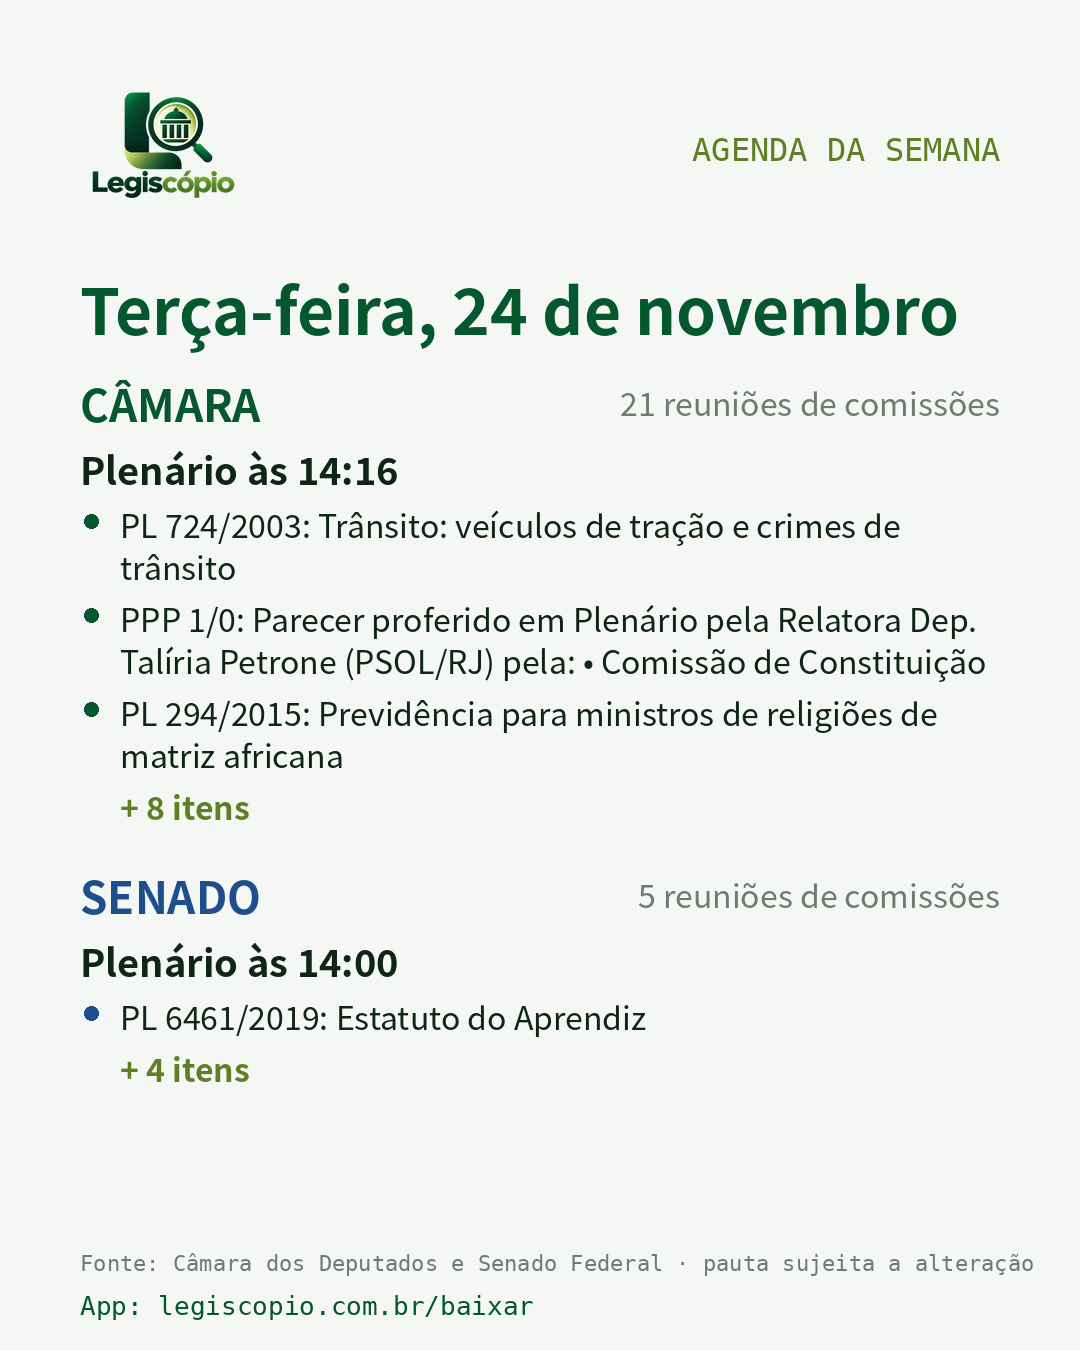 Legiscópio
AGENDA DA SEMANA
Terça-feira, 24 de novembro
CÂMARA
21 reuniões de comissões
Plenário às 14:16
• PL 724/2003: Trânsito: veículos de tração e crimes de
trânsito
• PPP 1/0: Parecer proferido em Plenário pela Relatora Dep.
Talíria Petrone (PSOL/RJ) pela: • Comissão de Constituição
• PL 294/2015: Previdência para ministros de religiões de
matriz africana
+ 8 itens
SENADO
5 reuniões de comissões
Plenário às 14:00
• PL 6461/2019: Estatuto do Aprendiz
+ 4 itens
Fonte: Câmara dos Deputados e Senado Federal · pauta sujeita a alteração
App: legiscopio.com.br/baixar